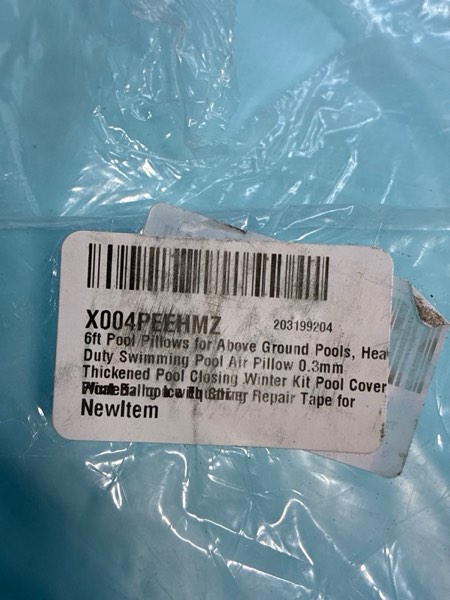 X004PEEHMZ 203199204
6ft Pool Pillows for Above Ground Pools, Hea
Duty Swimming Pool Air Pillow 0.3mm
Thickened Pool Closing Winter Kit Pool Cover
Repair Tape for
NewItem